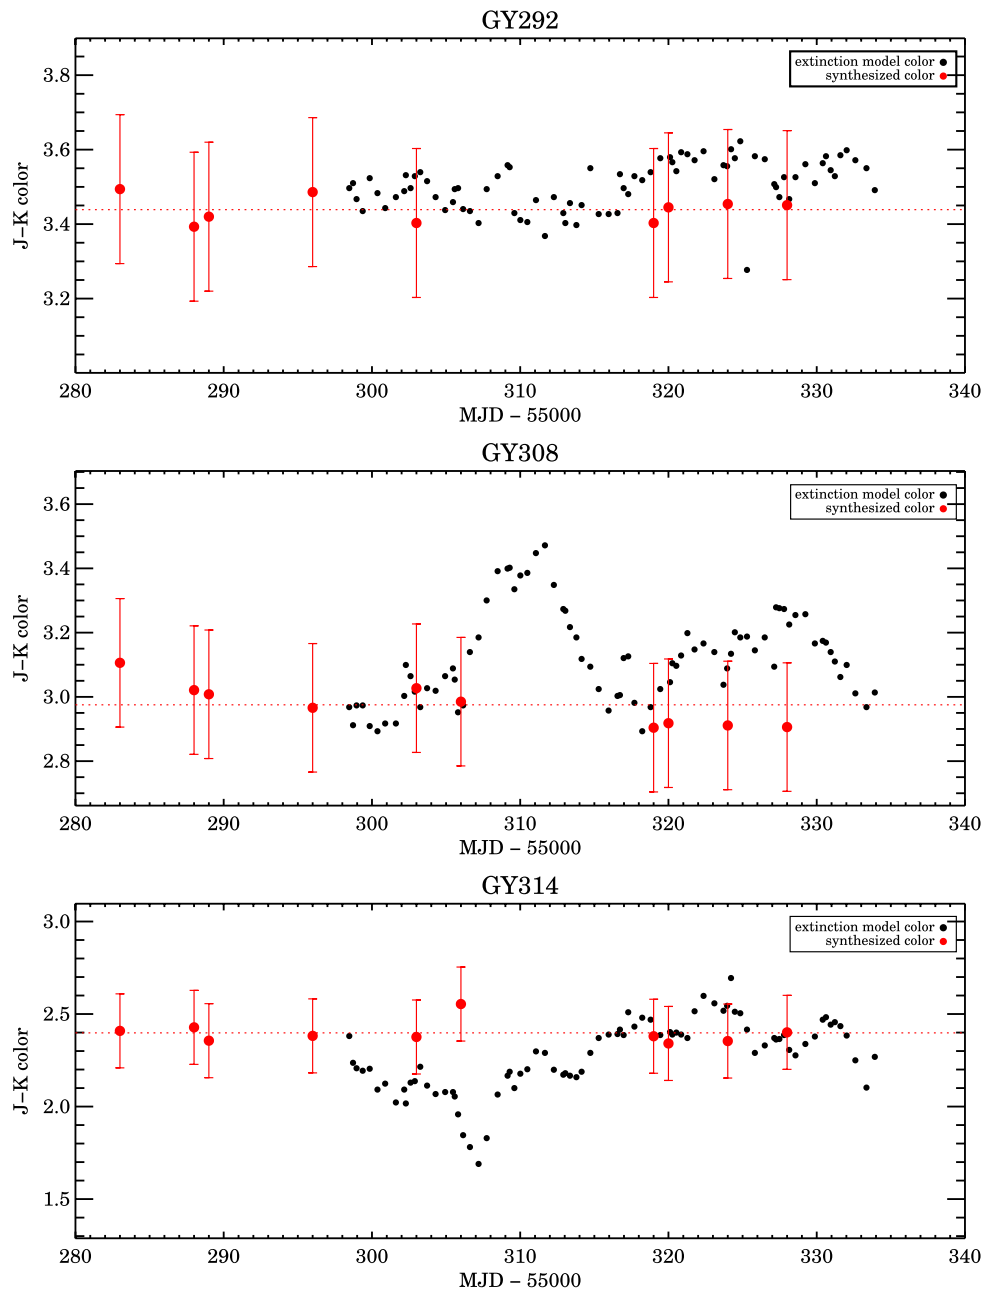 GY292
3.8
extinction model color
synthesized color
3.6
J−K color
3.4
3.2
280 290 300 310 320 330 340
MJD − 55000
GY308
3.6
extinction model color
synthesized color
3.4
J−K color
3.2
3.0
2.8
280 290 300 310 320 330 340
MJD − 55000
GY314
3.0
extinction model color
synthesized color
2.5
J−K color
2.0
1.5
280 290 300 310 320 330 340
MJD − 55000